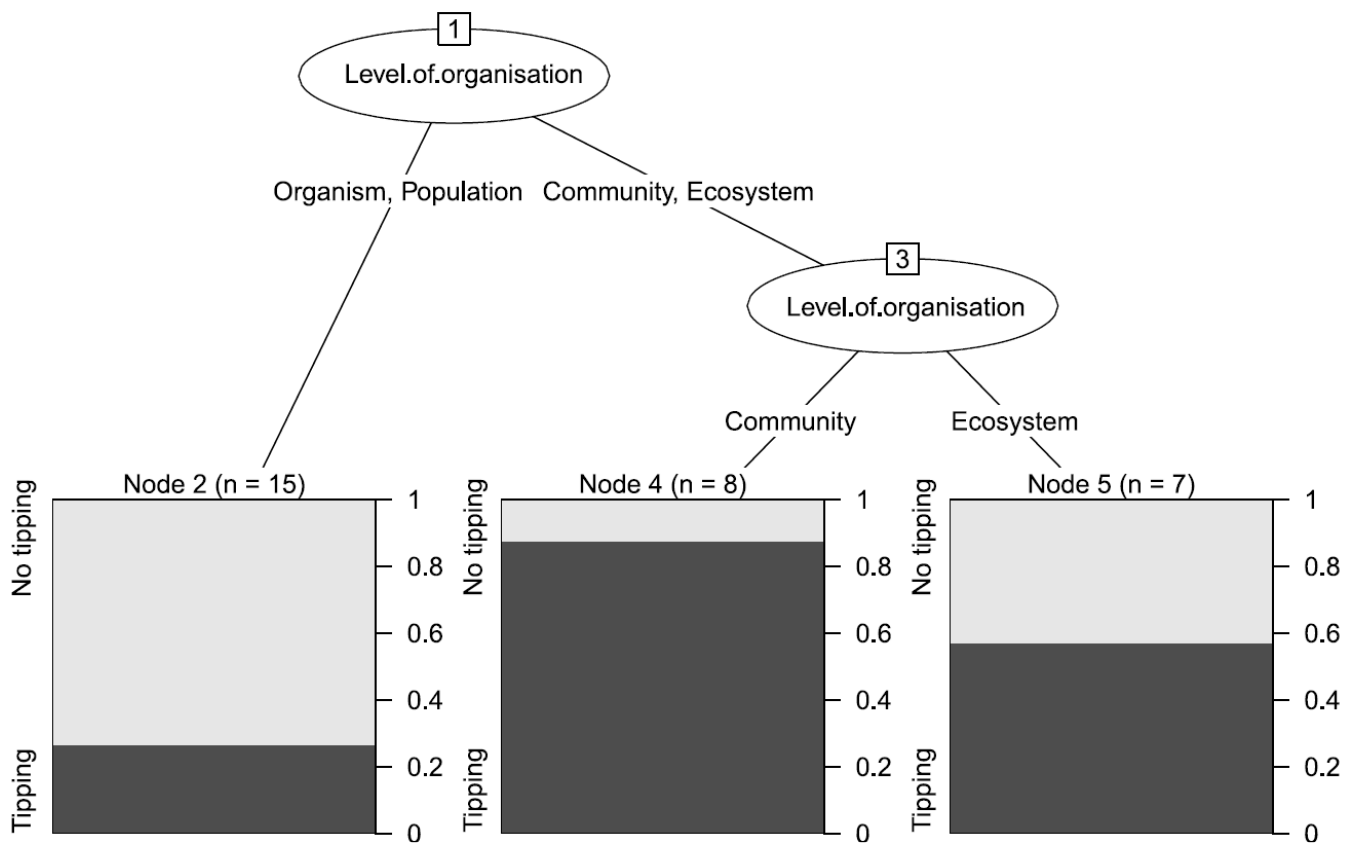 1
Level.of.organisation
Organism, Population
Community, Ecosystem
3
Level.of.organisation
Community
Ecosystem
Node 2 (n = 15)
No tipping
Tipping
1
0.8
0.6
0.4
0.2
0
Node 4 (n = 8)
No tipping
Tipping
1
0.8
0.6
0.4
0.2
0
Node 5 (n = 7)
No tipping
Tipping
1
0.8
0.6
0.4
0.2
0